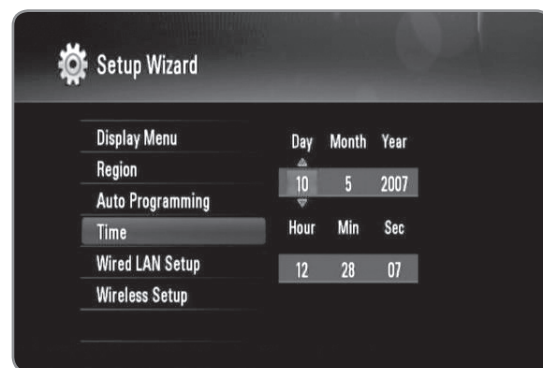 Setup Wizard
Display Menu
Region
Auto Programming
Time
Wired LAN Setup
Wireless Setup
Day Month Year
10 5 2007
Hour Min Sec
12 28 07